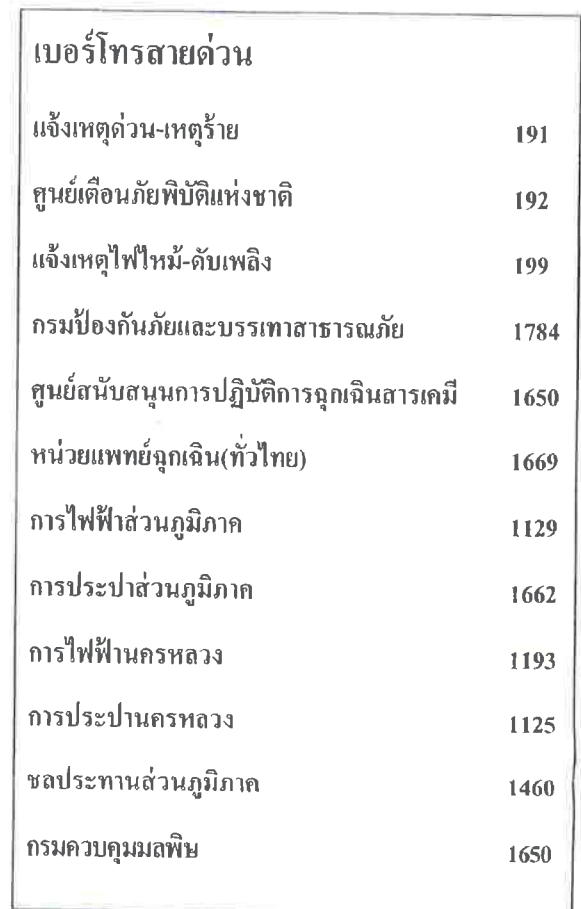 เบอร์โทรสายด่วน
แจ้งเหตุด่วน-เหตุร้าย 191
ศูนย์เตือนภัยพิบัติแห่งชาติ 192
แจ้งเหตุไฟไหม้-ดับเพลิง 199
กรมป้องกันภัยและบรรเทาสาธารณภัย 1784
ศูนย์สนับสนุนการปฏิบัติการฉุกเฉินสารเคมี 1650
หน่วยแพทย์ฉุกเฉิน(ทั่วไทย) 1669
การไฟฟ้าส่วนภูมิภาค 1129
การประปาส่วนภูมิภาค 1662
การไฟฟ้านครหลวง 1193
การประปานครหลวง 1125
ชลประทานส่วนภูมิภาค 1460
กรมควบคุมมลพิษ 1650